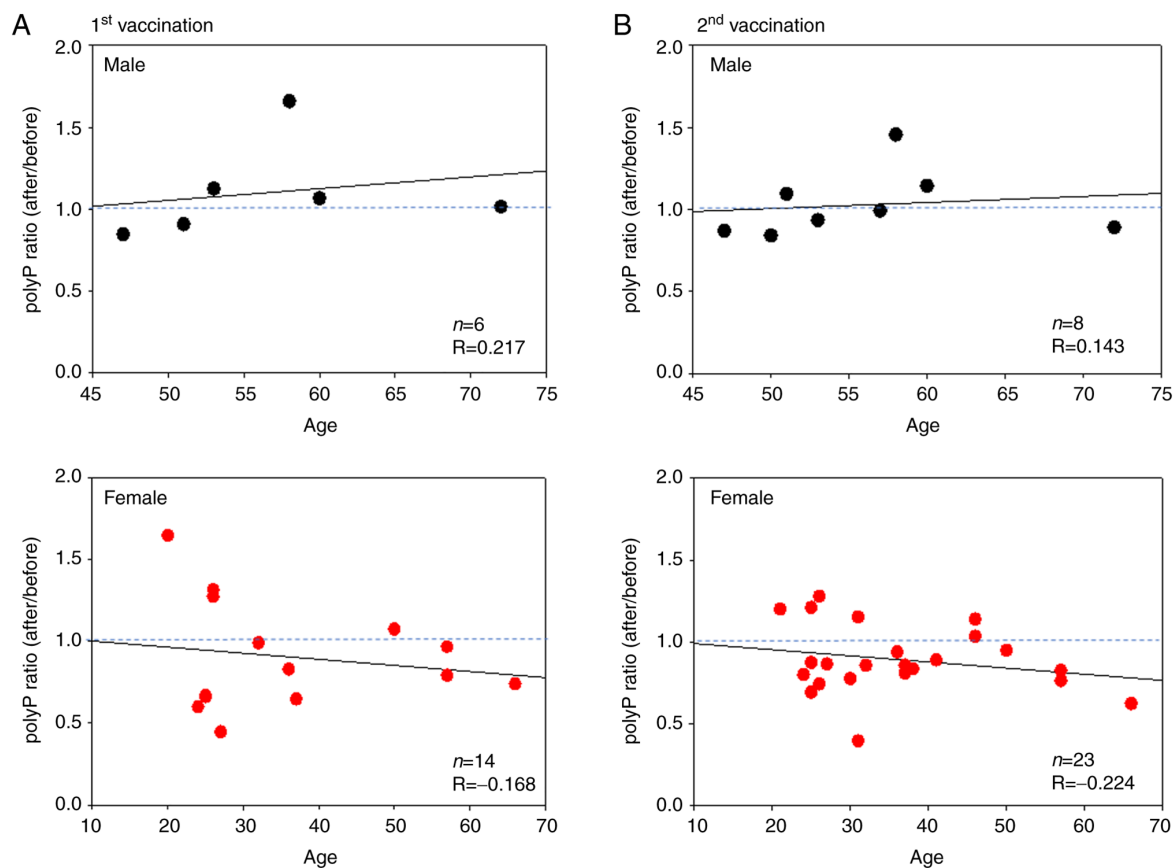 A
1st vaccination
2.0
Male
1.5
polyP ratio (after/before)
1.0
0.5
n=6
R=0.217
0.0
45 50 55 60 65 70 75
Age
B
2nd vaccination
2.0
Male
1.5
polyP ratio (after/before)
1.0
0.5
n=8
R=0.143
0.0
45 50 55 60 65 70 75
Age
2.0
Female
1.5
polyP ratio (after/before)
1.0
0.5
n=14
R=−0.168
0.0
10 20 30 40 50 60 70
Age
2.0
Female
1.5
polyP ratio (after/before)
1.0
0.5
n=23
R=−0.224
0.0
10 20 30 40 50 60 70
Age